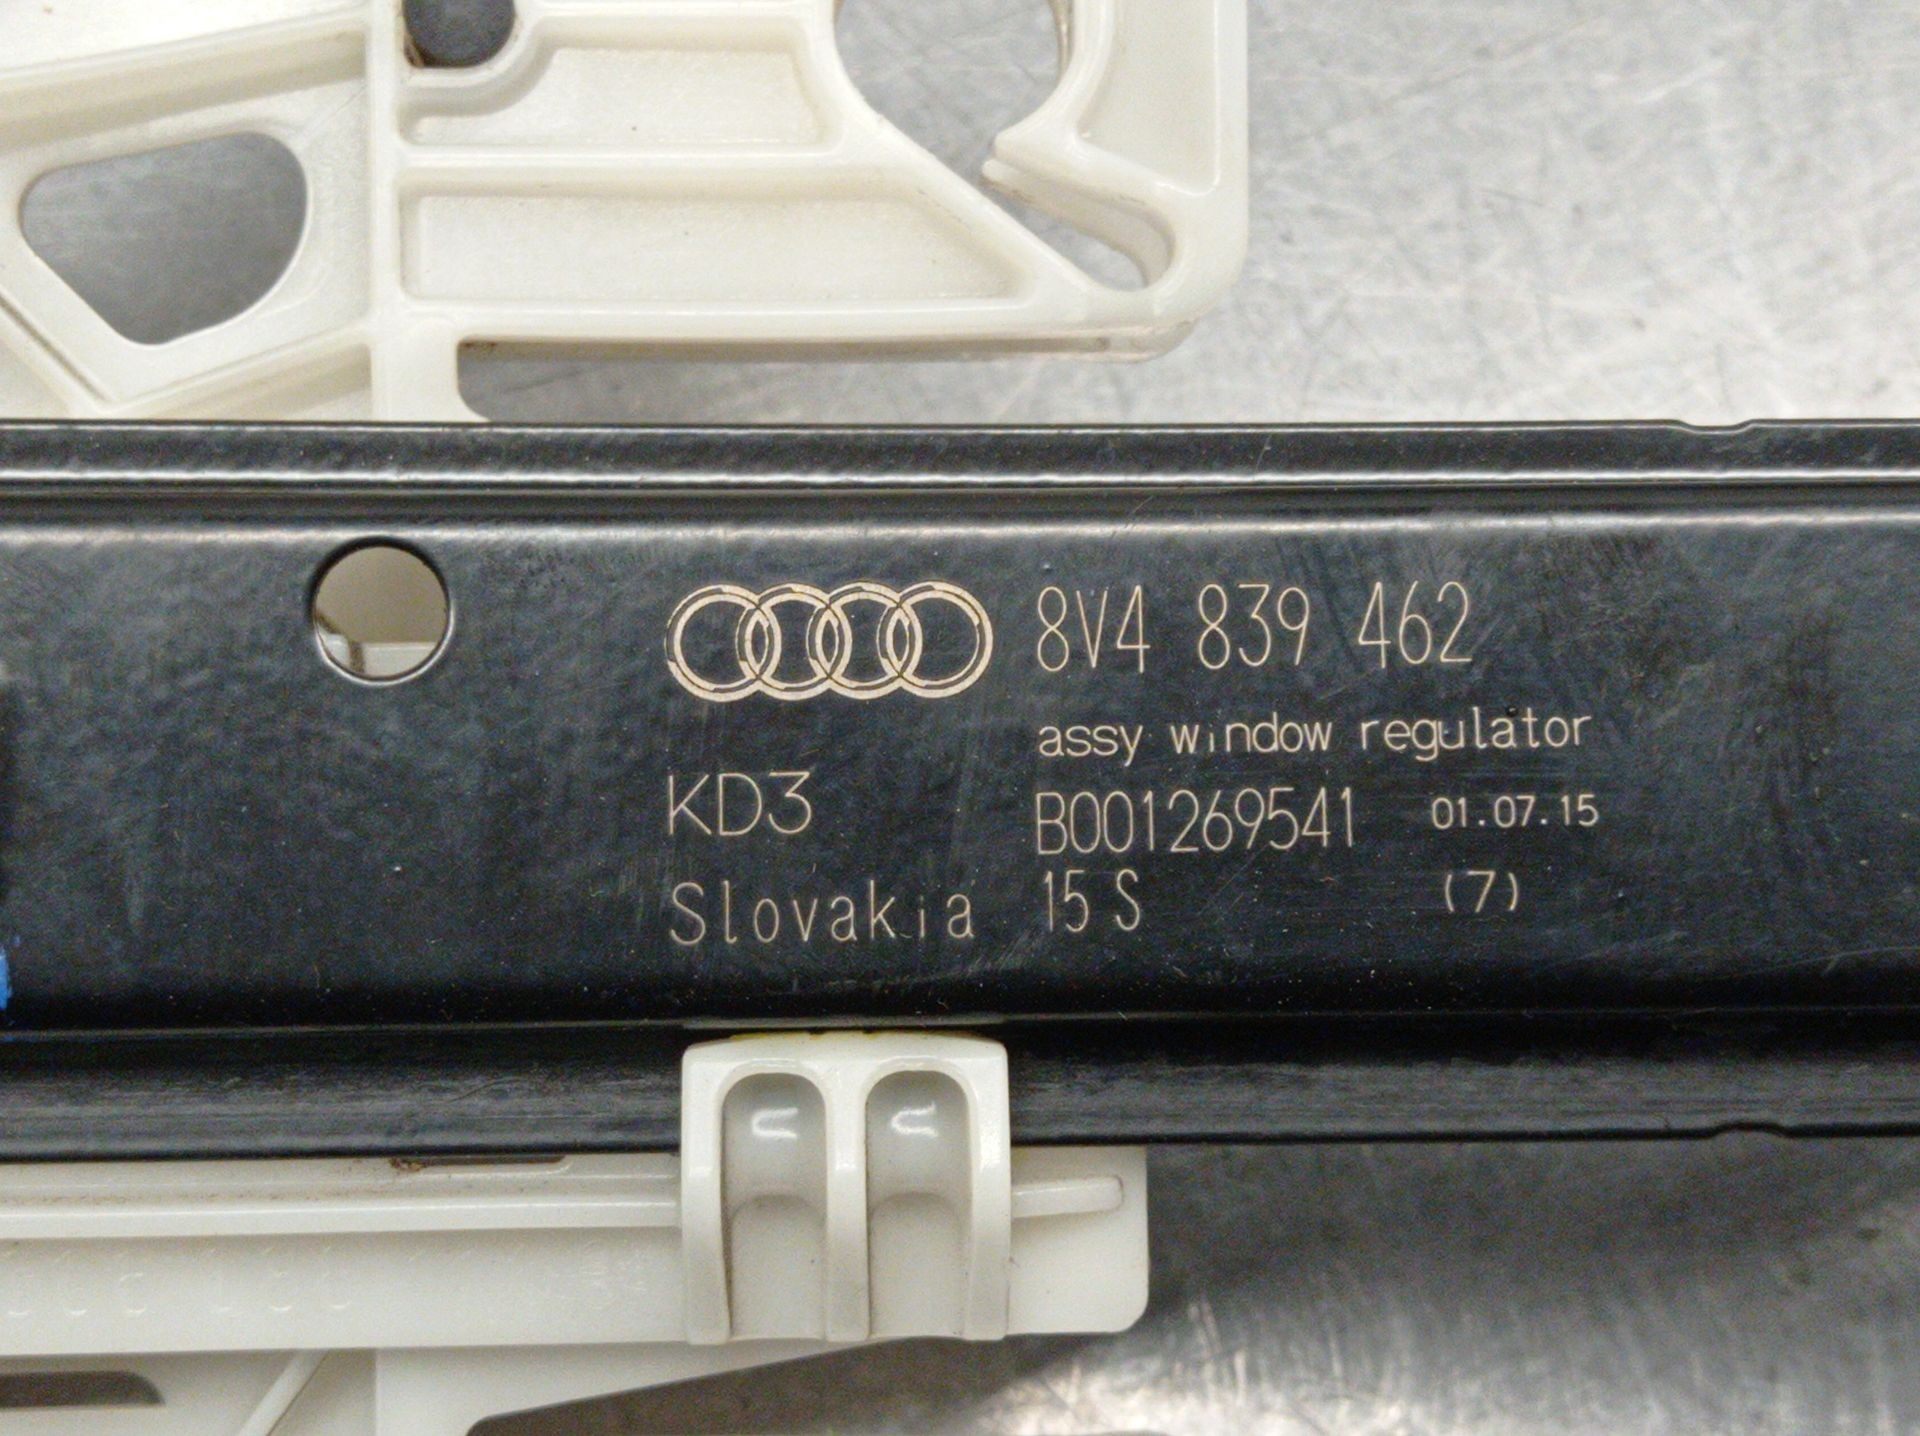 8V4 839 462
assy window regulator
KD3 B001269541 01.07.15
Slovakia 15 S (7)